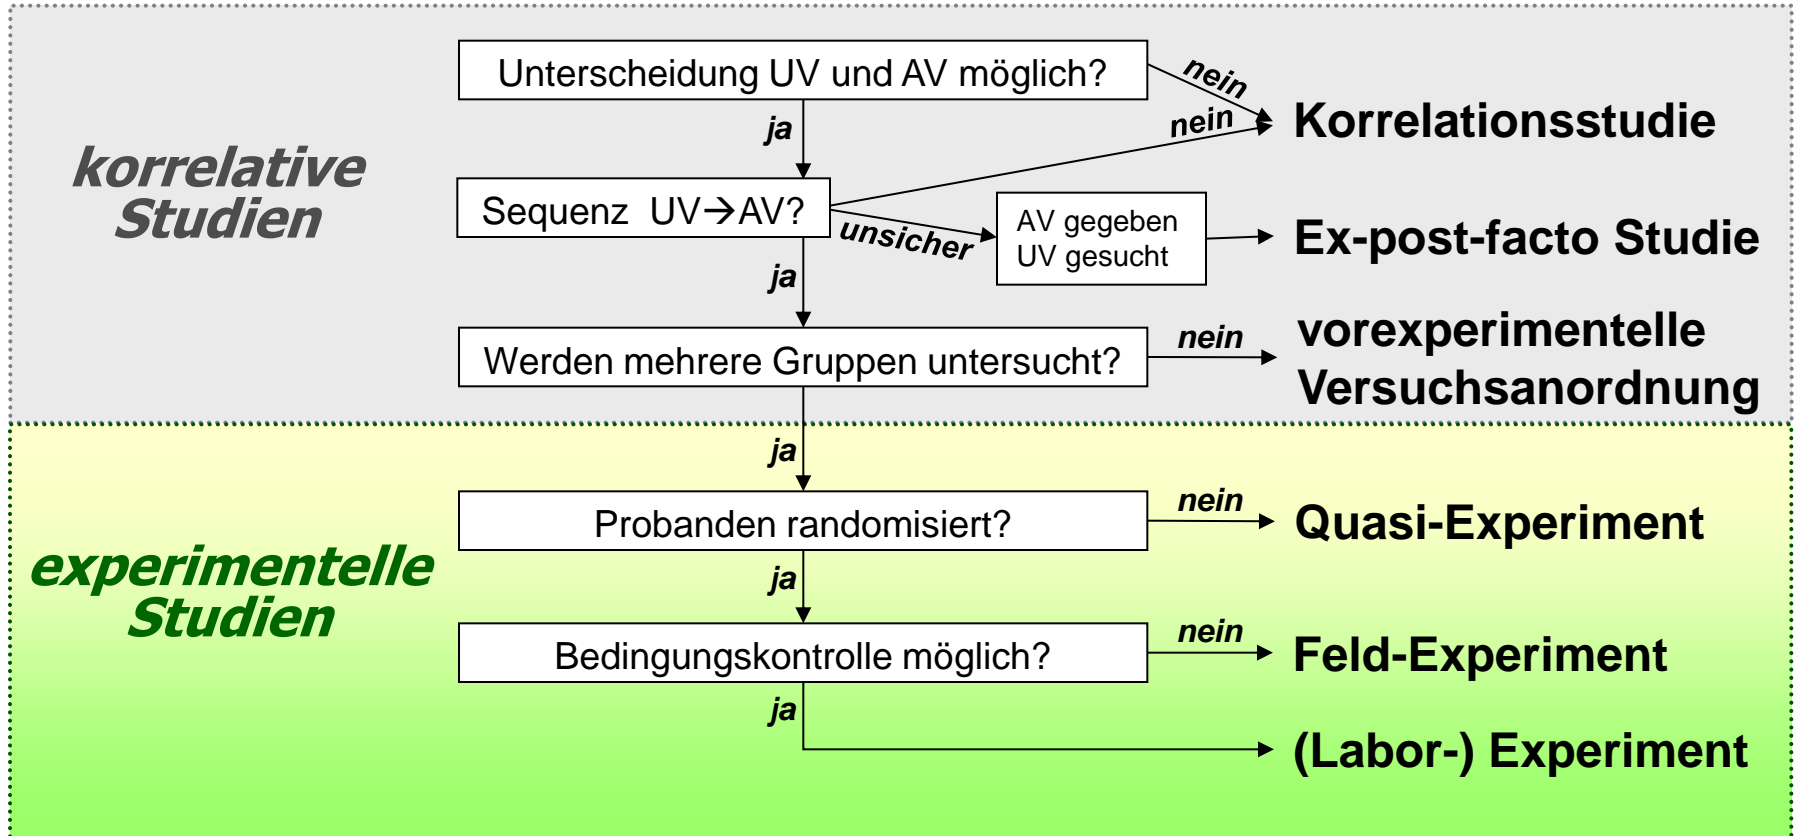 Unterscheidung UV und AV möglich?
nein
ja
nein
Korrelationsstudie
korrelative
Studien
Sequenz UV→AV?
unsicher
AV gegeben
UV gesucht
Ex-post-facto Studie
ja
Werden mehrere Gruppen untersucht?
nein
vorexperimentelle
Versuchsanordnung
ja
experimentelle
Studien
Probanden randomisiert?
nein
Quasi-Experiment
ja
Bedingungskontrolle möglich?
nein
Feld-Experiment
ja
(Labor-) Experiment